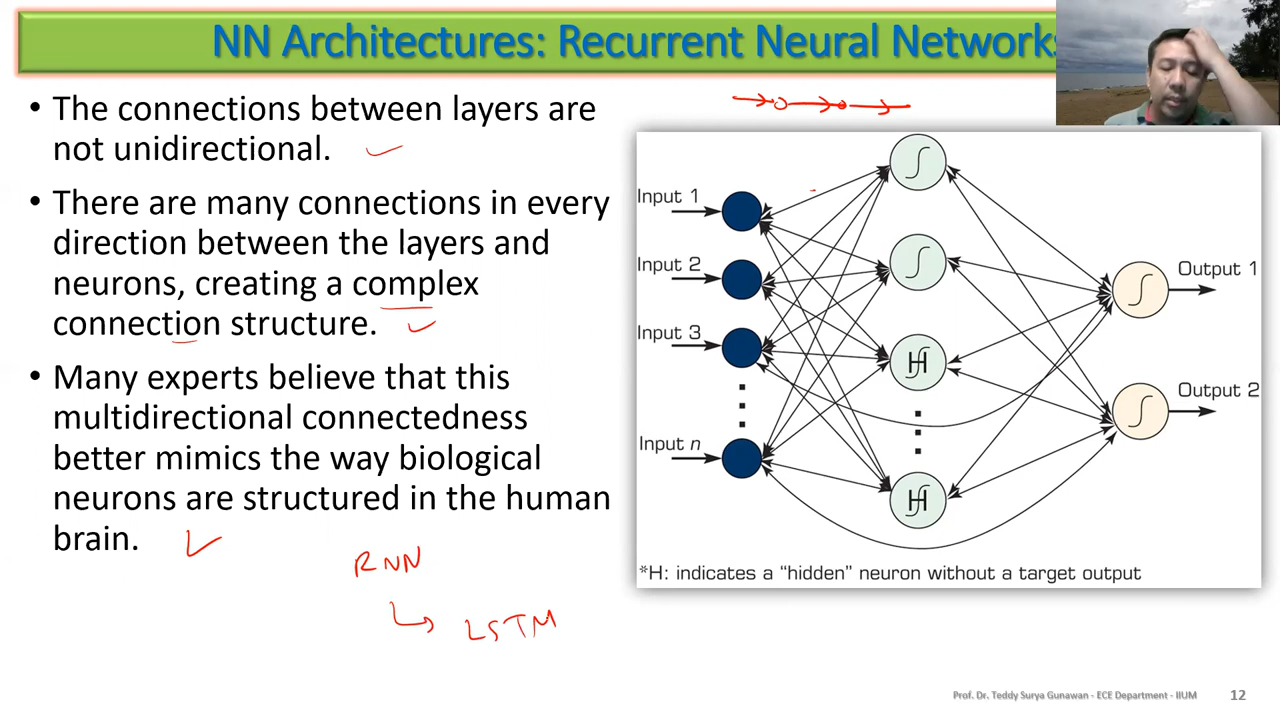 NN Architectures: Recurrent Neural Networks
• The connections between layers are
not unidirectional.
• There are many connections in every
direction between the layers and
neurons, creating a complex
connection structure.
• Many experts believe that this
multidirectional connectedness
better mimics the way biological
neurons are structured in the human
brain.
RNN
LSTM
Input 1
Input 2
Input 3
Input n
H
H
Output 1
Output 2
*H: indicates a “hidden” neuron without a target output
Prof. Dr. Teddy Surya Gunawan - ECE Department - IIUM
12